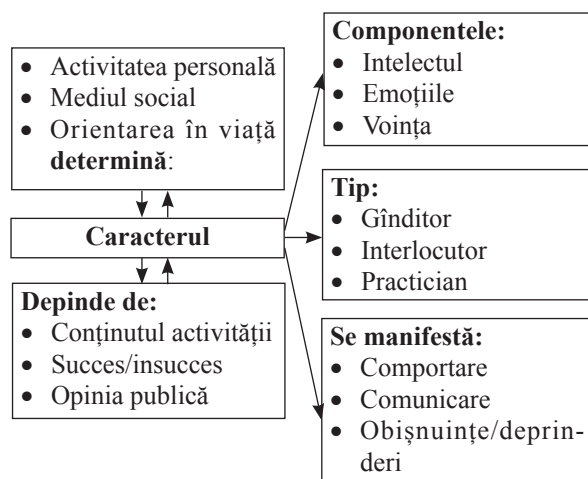 • Activitatea personală
• Mediul social
• Orientarea în viață
determină:
Caracterul
Depinde de:
• Conținutul activității
• Succes/insucces
• Opinia publică
Componentele:
• Intelectul
• Emoțiile
• Voința
Tip:
• Gînditor
• Interlocutor
• Practician
Se manifestă:
• Comportare
• Comunicare
• Obișnuințe/deprin-
deri